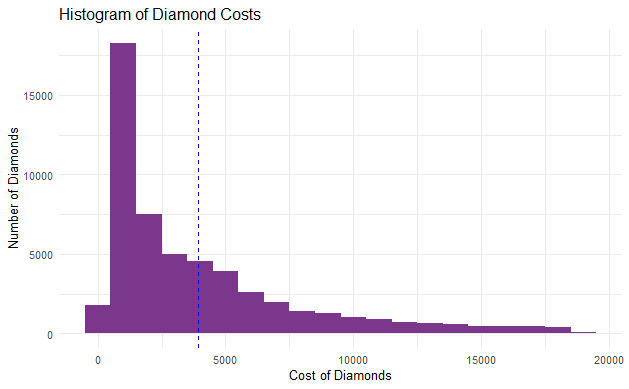 Histogram of Diamond Costs
Number of Diamonds
15000
10000
5000
0
0 5000 10000 15000 20000
Cost of Diamonds